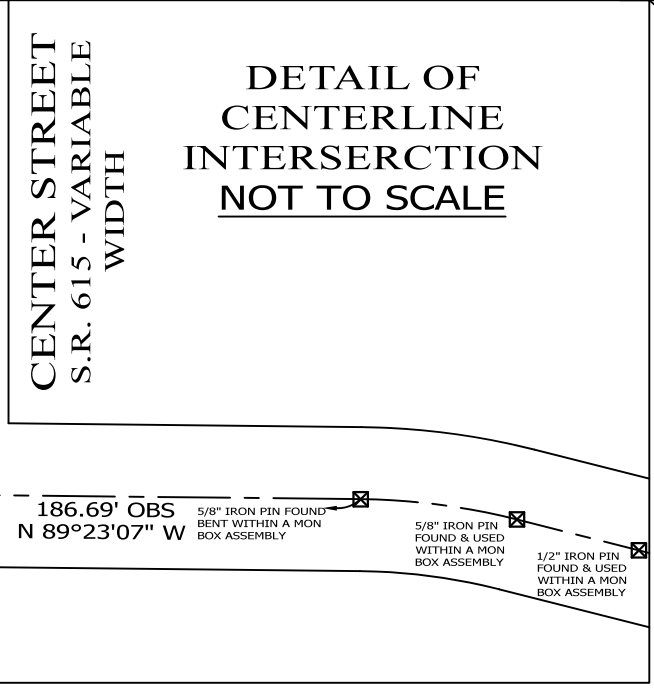 CENTER STREET
S.R. 615 - VARIABLE
WIDTH
DETAIL OF
CENTERLINE
INTERSERCTION
NOT TO SCALE
186.69' OBS
N 89°23'07" W
5/8" IRON PIN FOUND
BENT WITHIN A MON
BOX ASSEMBLY
5/8" IRON PIN
FOUND & USED
WITHIN A MON
BOX ASSEMBLY
1/2" IRON PIN
FOUND & USED
WITHIN A MON
BOX ASSEMBLY